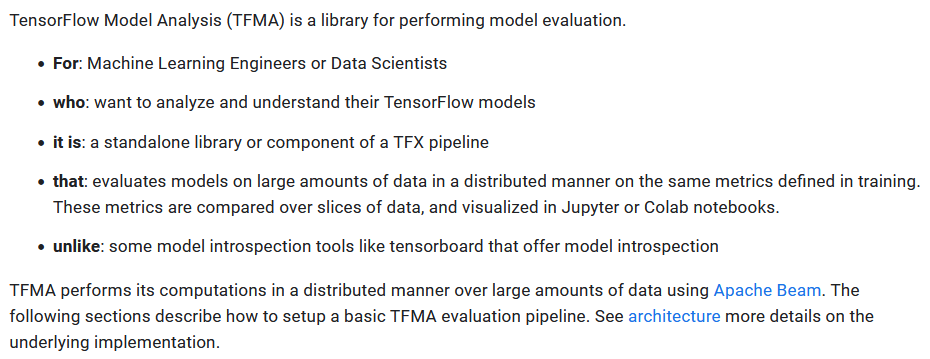 TensorFlow Model Analysis (TFMA) is a library for performing model evaluation.
• For: Machine Learning Engineers or Data Scientists
• who: want to analyze and understand their TensorFlow models
• it is: a standalone library or component of a TFX pipeline
• that: evaluates models on large amounts of data in a distributed manner on the same metrics defined in training.
These metrics are compared over slices of data, and visualized in Jupyter or Colab notebooks.
• unlike: some model introspection tools like tensorboard that offer model introspection
TFMA performs its computations in a distributed manner over large amounts of data using Apache Beam. The
following sections describe how to setup a basic TFMA evaluation pipeline. See architecture more details on the
underlying implementation.